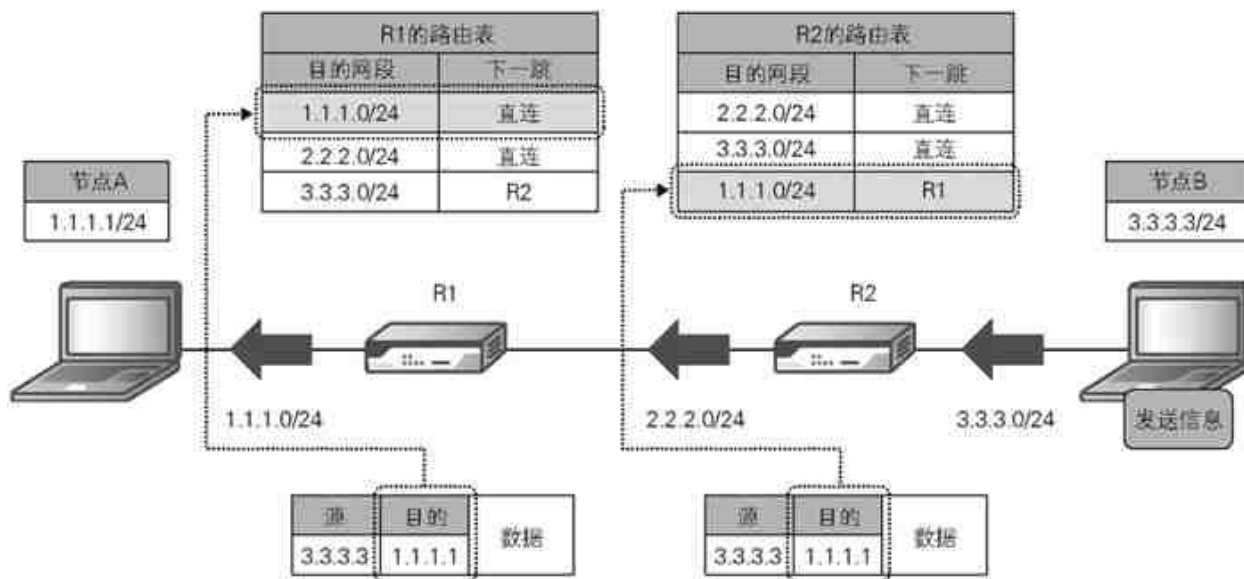 R1的路由表
目的网段 下一跳
1.1.1.0/24 直连
2.2.2.0/24 直连
3.3.3.0/24 R2
R2的路由表
目的网段 下一跳
2.2.2.0/24 直连
3.3.3.0/24 直连
1.1.1.0/24 R1
节点A
1.1.1.1/24
节点B
3.3.3.3/24
R1
R2
1.1.1.0/24
2.2.2.0/24
3.3.3.0/24
发送信息
源 目的 数据
3.3.3.3 1.1.1.1
源 目的 数据
3.3.3.3 1.1.1.1